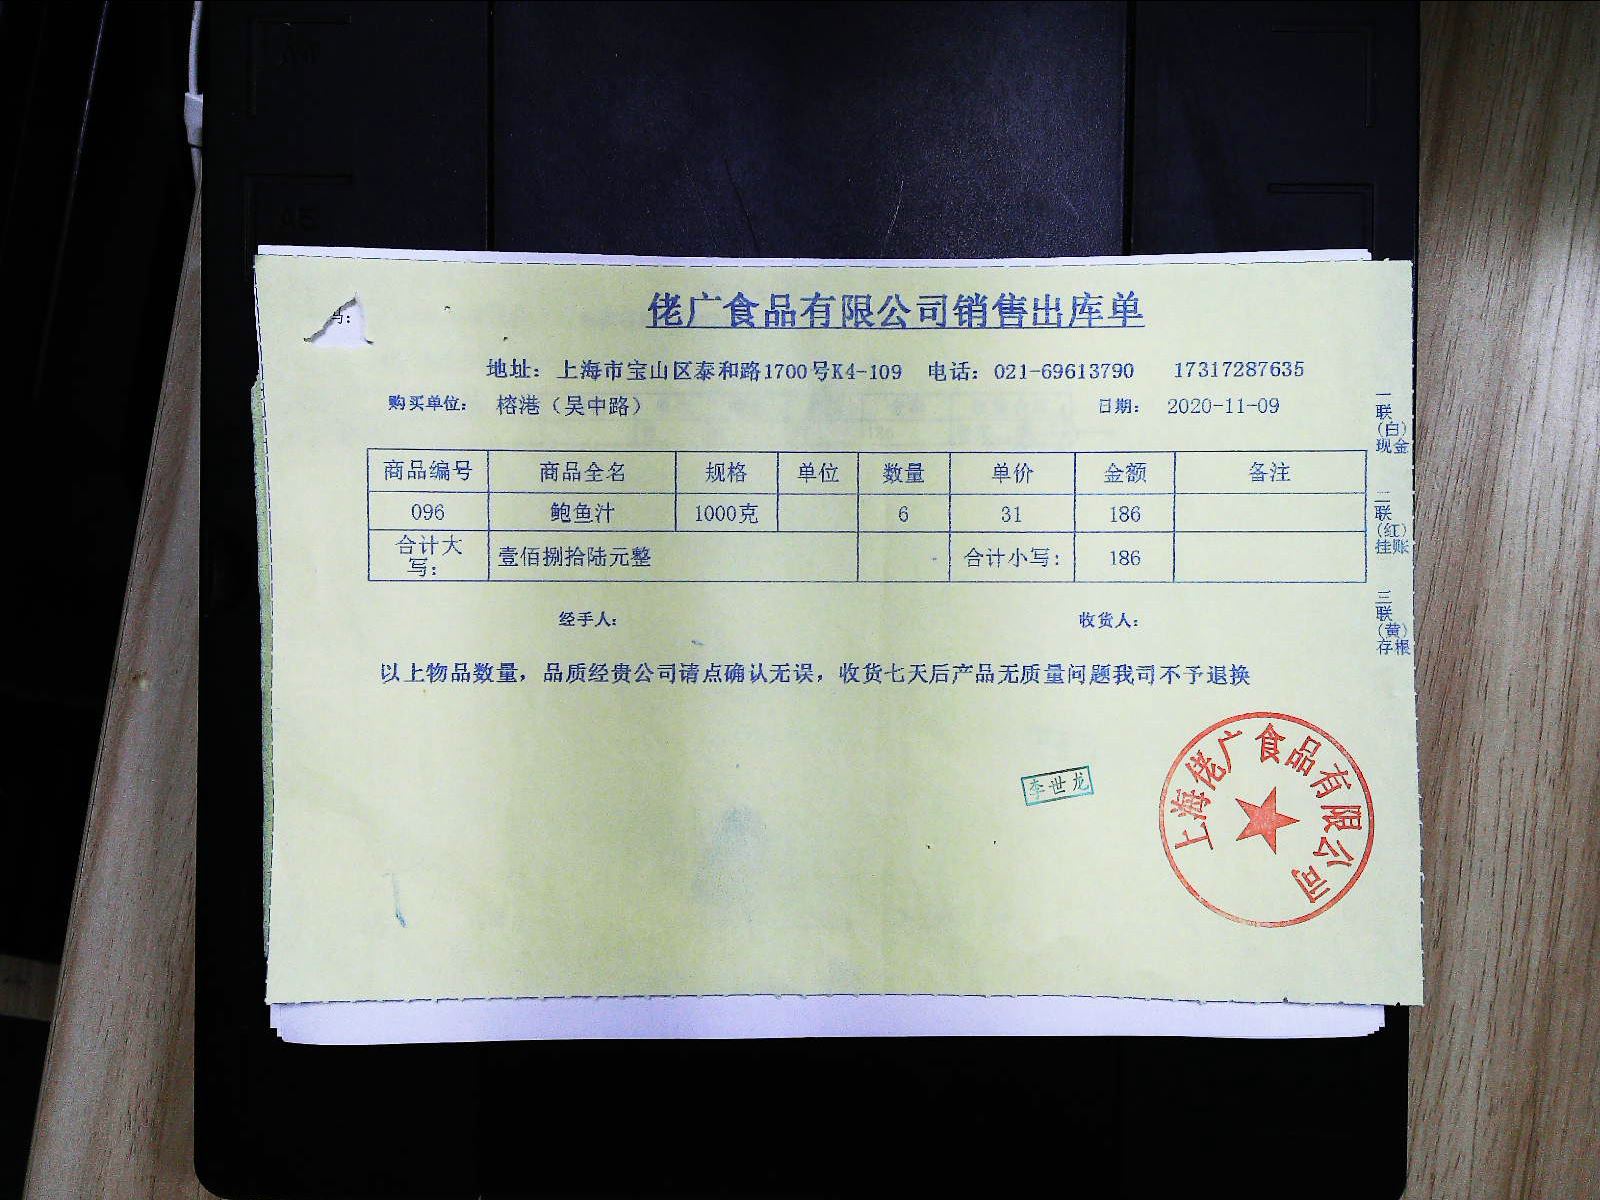 号：
佬广食品有限公司销售出库单
地址：上海市宝山区泰和路1700号K4-109 电话：021-69613790 17317287635
购买单位： 榕港（吴中路） 日期： 2020-11-09
商品编号 商品全名 规格 单位 数量 单价 金额 备注
096 鲍鱼汁 1000克 6 31 186
合计大写： 壹佰捌拾陆元整 合计小写： 186
经手人： 收货人：
以上物品数量，品质经贵公司请点确认无误，收货七天后产品无质量问题我司不予退换
一联（白）现金
二联（红）挂账
三联（黄）存根
李世龙
上海佬广食品有限公司
A4
A5